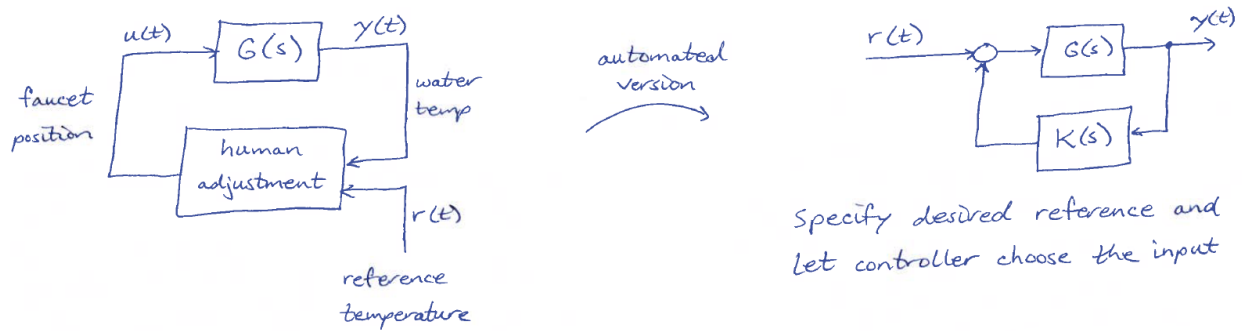 u(t)
G(s)
y(t)
faucet
position
water
temp
human
adjustment
r(t)
reference
temperature
automated
version
r(t)
G(s)
y(t)
K(s)
Specify desired reference and
Let controller choose the input